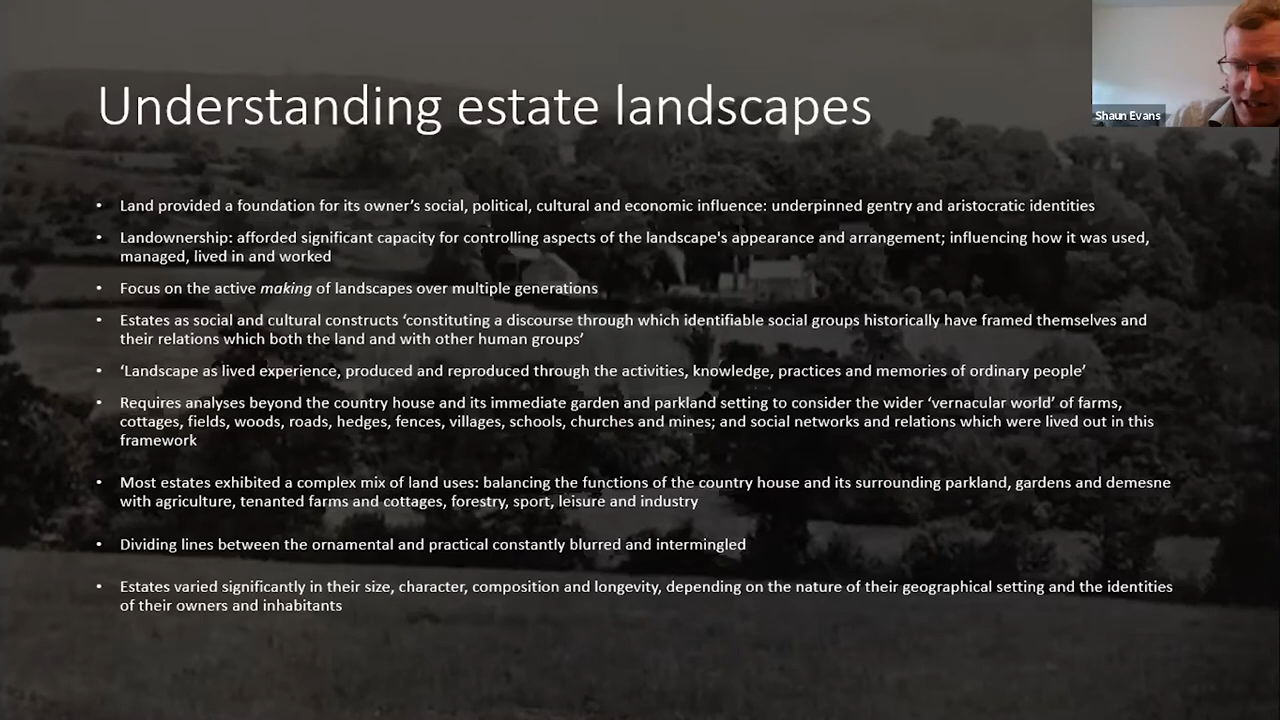 Understanding estate landscapes
Shaun Evans
• Land provided a foundation for its owner’s social, political, cultural and economic influence: underpinned gentry and aristocratic identities
• Landownership: afforded significant capacity for controlling aspects of the landscape's appearance and arrangement; influencing how it was used,
managed, lived in and worked
• Focus on the active making of landscapes over multiple generations
• Estates as social and cultural constructs ‘constituting a discourse through which identifiable social groups historically have framed themselves and
their relations which both the land and with other human groups’
• ‘Landscape as lived experience, produced and reproduced through the activities, knowledge, practices and memories of ordinary people’
• Requires analyses beyond the country house and its immediate garden and parkland setting to consider the wider ‘vernacular world’ of farms,
cottages, fields, woods, roads, hedges, fences, villages, schools, churches and mines; and social networks and relations which were lived out in this
framework
• Most estates exhibited a complex mix of land uses: balancing the functions of the country house and its surrounding parkland, gardens and demesne
with agriculture, tenanted farms and cottages, forestry, sport, leisure and industry
• Dividing lines between the ornamental and practical constantly blurred and intermingled
• Estates varied significantly in their size, character, composition and longevity, depending on the nature of their geographical setting and the identities
of their owners and inhabitants